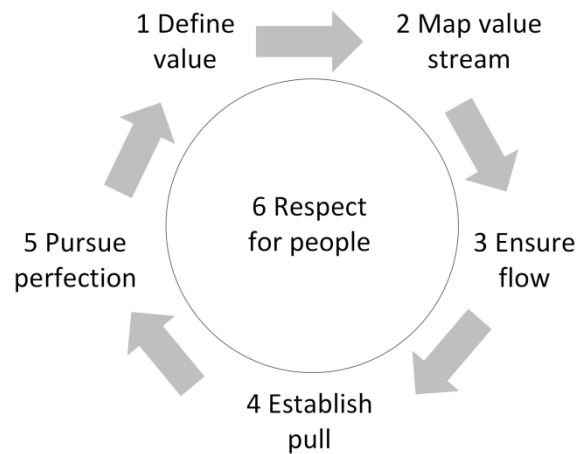 1 Define
value
2 Map value
stream
3 Ensure
flow
4 Establish
pull
5 Pursue
perfection
6 Respect
for people